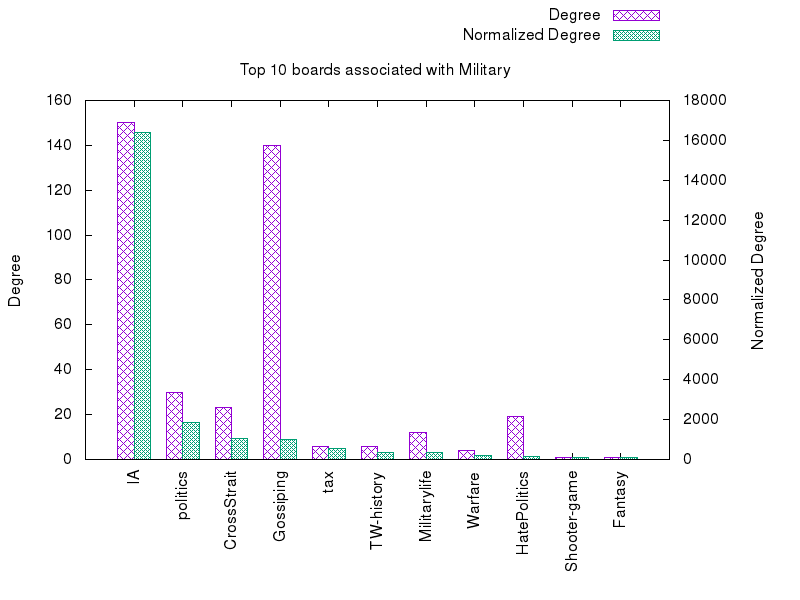 Degree
Normalized Degree
Top 10 boards associated with Military
160
140
120
100
80
60
40
20
0
18000
16000
14000
12000
10000
8000
6000
4000
2000
0
Degree
Normalized Degree
IA
politics
CrossStrait
Gossiping
tax
TW-history
Militarylife
Warfare
HatePolitics
Shooter-game
Fantasy